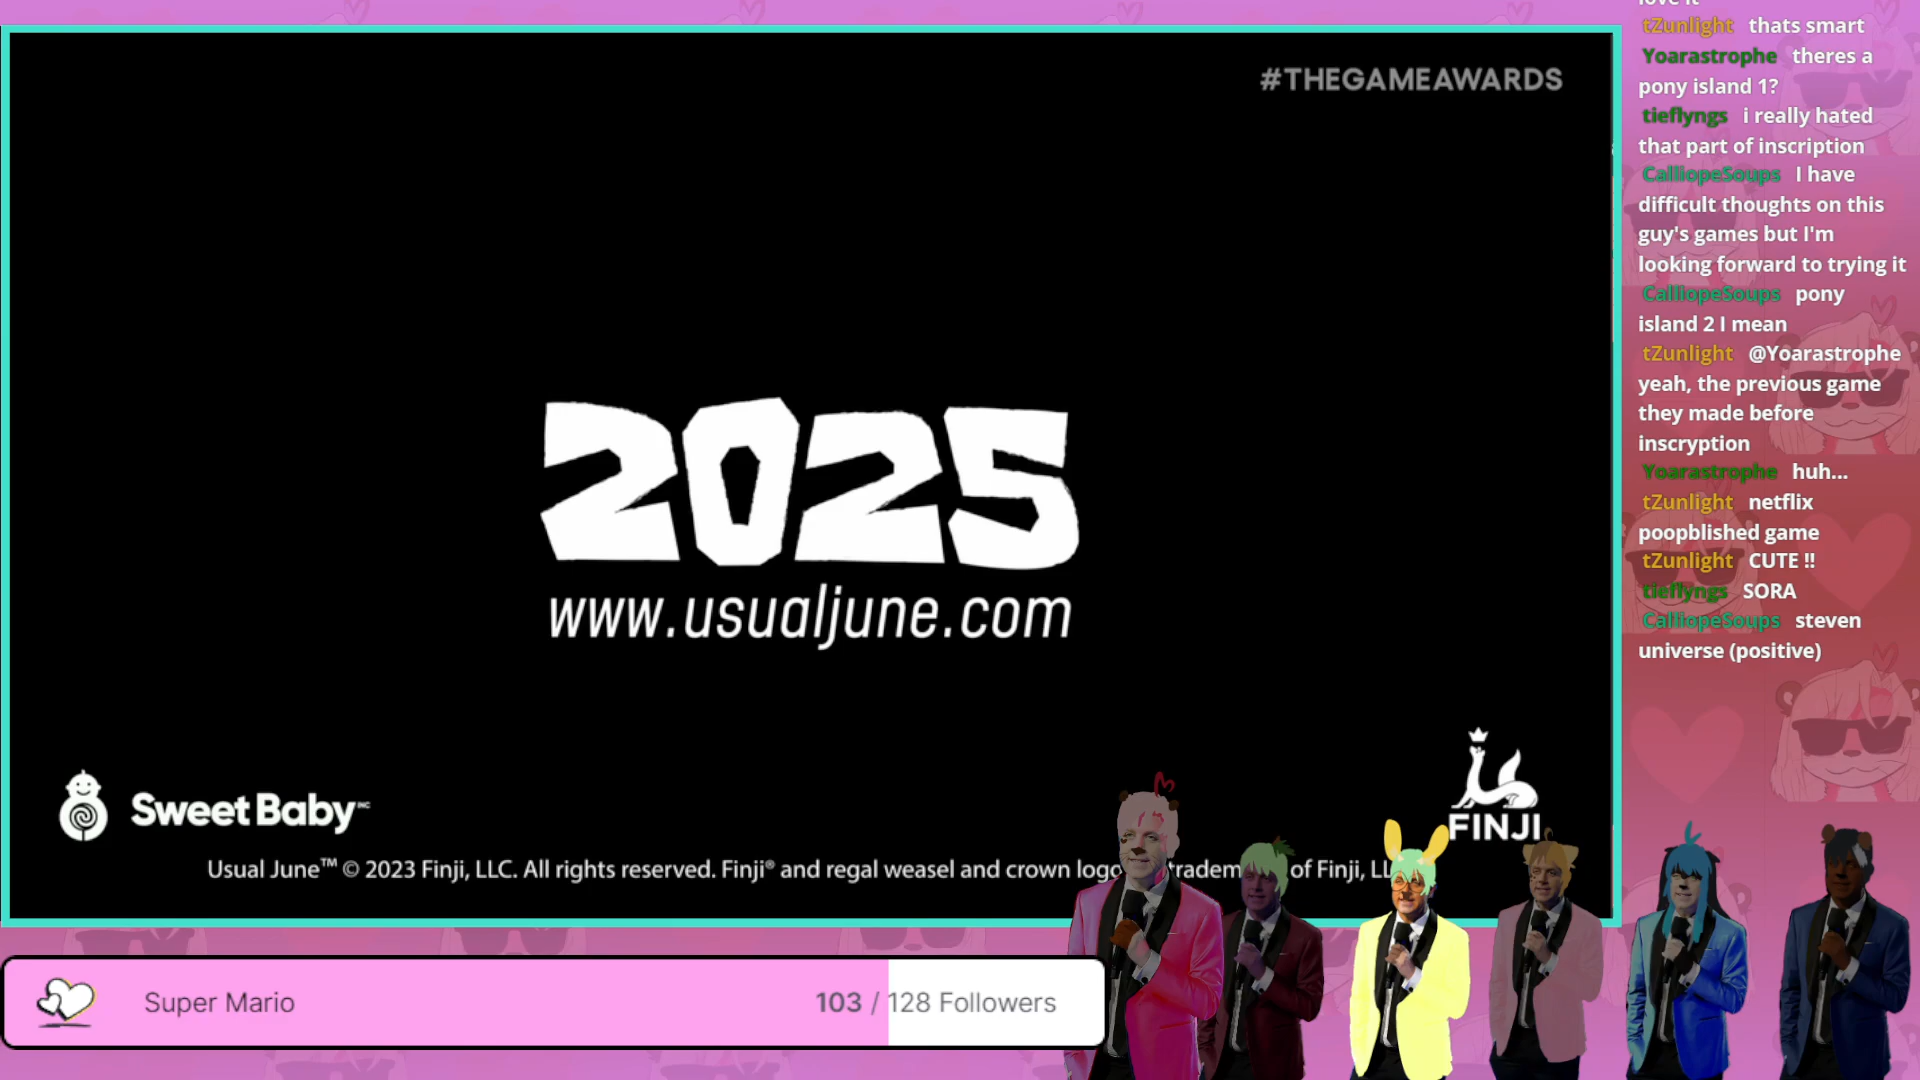 #THEGAMEAWARDS
2025
www.usualjune.com
Sweet Baby INC
FINJI
Usual June™ © 2023 Finji, LLC. All rights reserved. Finji® and regal weasel and crown logo tradem of Finji, LL
Super Mario
103 / 128 Followers
love it
tZunlight thats smart
Yoarastrophe theres a
pony island 1?
tieflyngs i really hated
that part of inscription
CalliopeSoups I have
difficult thoughts on this
guy's games but I'm
looking forward to trying it
CalliopeSoups pony
island 2 I mean
tZunlight @Yoarastrophe
yeah, the previous game
they made before
inscryption
Yoarastrophe huh...
tZunlight netflix
poopblished game
tZunlight CUTE !!
tieflyngs SORA
CalliopeSoups steven
universe (positive)